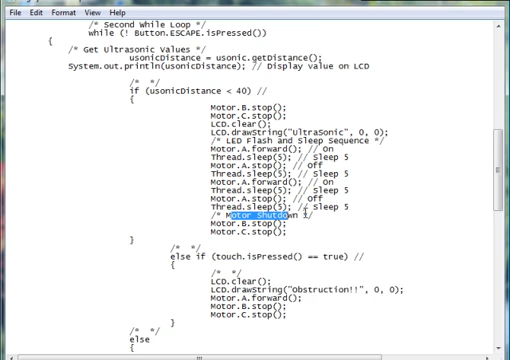 File Edit Format View Help
/* Second While Loop */
while (! Button.ESCAPE.isPressed())
{
/* Get Ultrasonic Values */
usonicDistance = usonic.getDistance();
System.out.println(usonicDistance); // Display value on LCD
/* */
if (usonicDistance < 40) //
{
Motor.B.stop();
Motor.C.stop();
LCD.clear();
LCD.drawString("UltraSonic", 0, 0);
/* LED Flash and Sleep Sequence */
Motor.A.forward(); // On
Thread.sleep(5); // Sleep 5
Motor.A.stop(); // Off
Thread.sleep(5); // Sleep 5
Motor.A.forward(); // On
Thread.sleep(5); // Sleep 5
Motor.A.stop(); // Off
Thread.sleep(5); // Sleep 5
/* Motor Shutdown */
Motor.B.stop();
Motor.C.stop();
}
/* */
else if (touch.isPressed() == true) //
{
/* */
LCD.clear();
LCD.drawString("Obstruction!!", 0, 0);
Motor.A.forward();
Motor.B.stop();
Motor.C.stop();
}
/* */
else
{